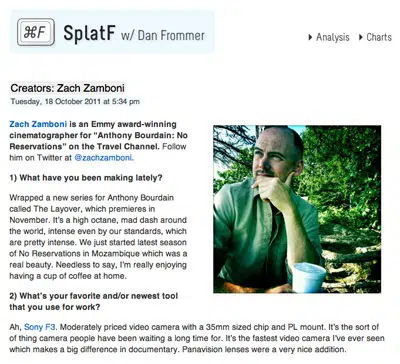 ⌘F SplatF w/ Dan Frommer
Analysis Charts
Creators: Zach Zamboni
Tuesday, 18 October 2011 at 5:34 pm
Zach Zamboni is an Emmy award-winning
cinematographer for "Anthony Bourdain: No
Reservations" on the Travel Channel. Follow
him on Twitter at @zachzamboni.
1) What have you been making lately?
Wrapped a new series for Anthony Bourdain
called The Layover, which premieres in
November. It's a high octane, mad dash around
the world, intense even by our standards, which
are pretty intense. We just started latest season
of No Reservations in Mozambique which was a
real beauty. Needless to say, I'm really enjoying
having a cup of coffee at home.
2) What's your favorite and/or newest tool
that you use for work?
Ah, Sony F3. Moderately priced video camera with a 35mm sized chip and PL mount. It's the sort of
of thing camera people have been waiting a long time for. It's the fastest video camera I've ever seen
which makes a big difference in documentary. Panavision lenses were a very nice addition.